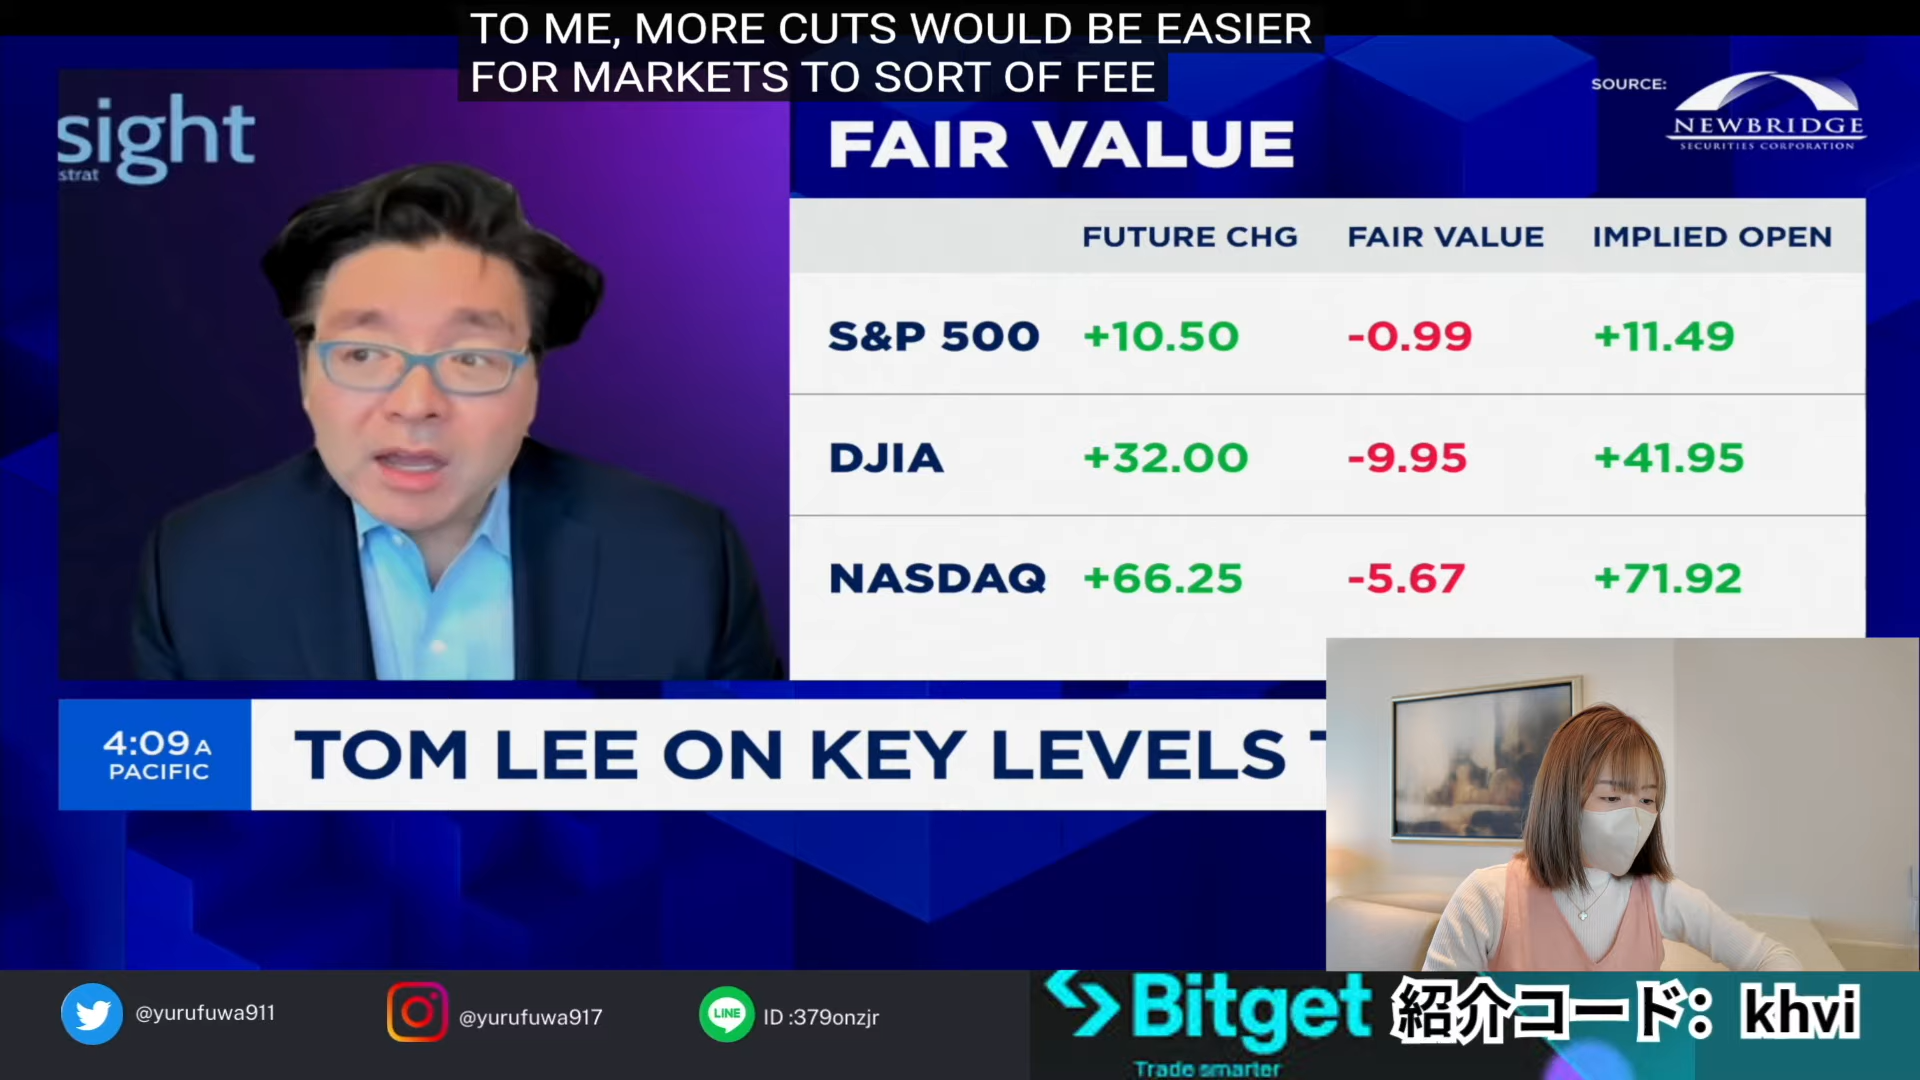 TO ME, MORE CUTS WOULD BE EASIER
FOR MARKETS TO SORT OF FEE
sight
strat
FAIR VALUE
SOURCE:
NEWBRIDGE
SECURITIES CORPORATION
FUTURE CHG FAIR VALUE IMPLIED OPEN
S&P 500 +10.50 -0.99 +11.49
DJIA +32.00 -9.95 +41.95
NASDAQ +66.25 -5.67 +71.92
4:09 A
PACIFIC
TOM LEE ON KEY LEVELS
@yurufuwa911
@yurufuwa917
LINE
ID :379onzjr
Bitget
Trade smarter
紹介コード: khvi